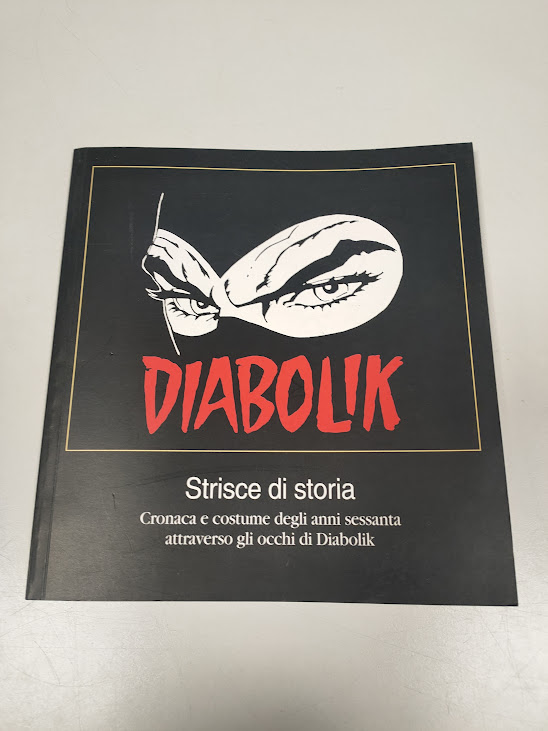 DIABOLIK
Strisce di storia
Cronaca e costume degli anni sessanta
attraverso gli occhi di Diabolik